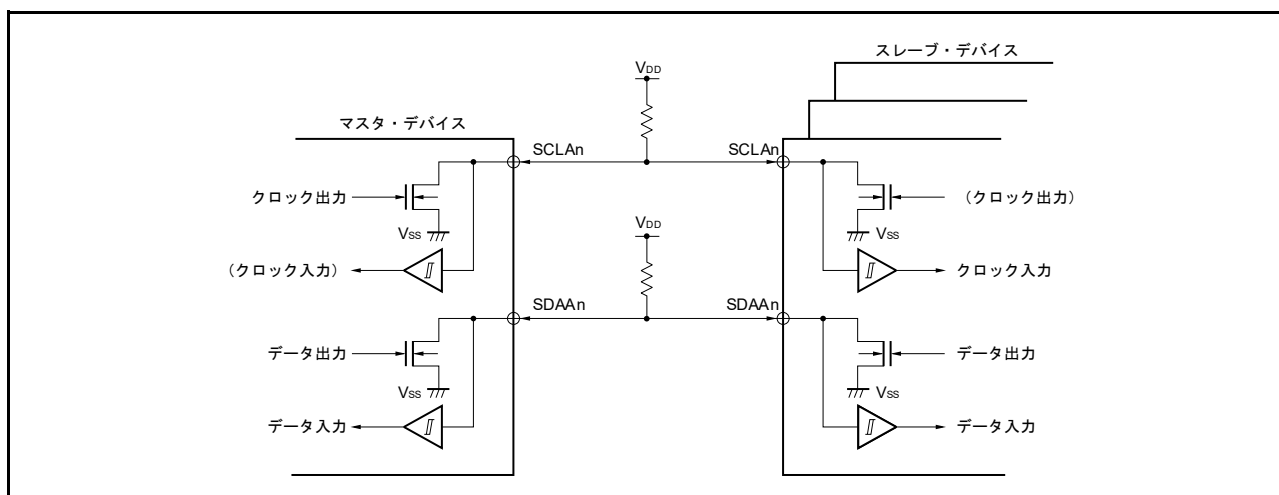 スレーブ・デバイス
VDD
マスタ・デバイス
SCLAn
SCLAn
クロック出力
(クロック出力)
VSS
VDD
VSS
(クロック入力)
クロック入力
SDAAn
SDAAn
データ出力
データ出力
VSS
VSS
データ入力
データ入力